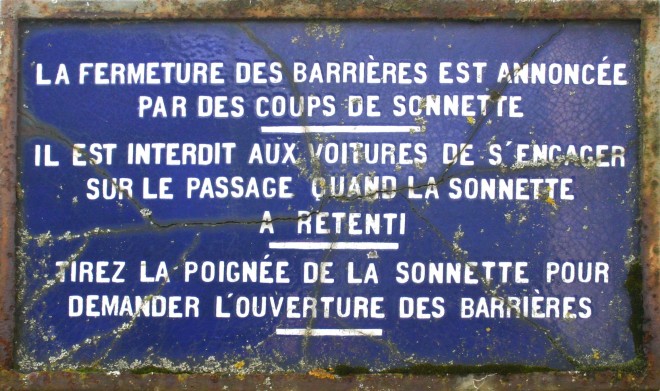 LA FERMETURE DES BARRIÈRES EST ANNONCÉE
PAR DES COUPS DE SONNETTE
IL EST INTERDIT AUX VOITURES DE S'ENGAGER
SUR LE PASSAGE QUAND LA SONNETTE
A RETENTI
TIREZ LA POIGNÉE DE LA SONNETTE POUR
DEMANDER L'OUVERTURE DES BARRIÈRES